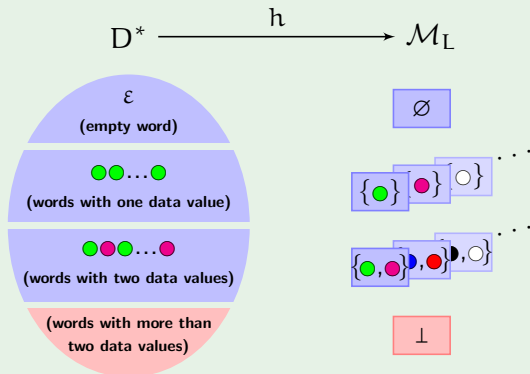 D* h M_L
ε
(empty word)
∅
...
...
(words with one data value)
{ } { } { }
...
...
(words with two data values)
{ , } , } , }
(words with more than
two data values)
⊥